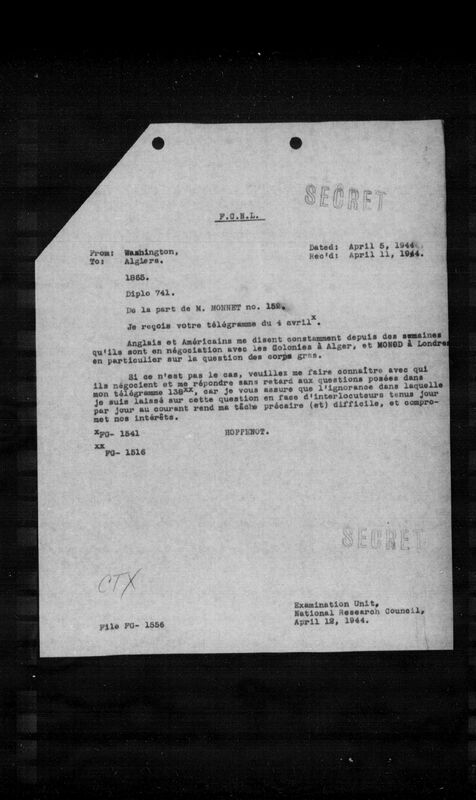 SECRET
F.C.N.L.
From: Washington,
To: Algiers.
Dated: April 5, 1944.
Rec'd: April 11, 1944.
1865.
Diplo 741.
De la part de M. MONNET no. 152.
Je reçois votre télégramme du 4 avril x.
Anglais et Américains me disent constamment depuis des semaines
qu'ils sont en négociation avec les Colonies à Alger, et MONOD à Londres
en particulier sur la question des corps gras.
Si ce n'est pas le cas, veuillez me faire connaître avec qui
ils négocient et me répondre sans retard aux questions posées dans
mon télégramme 138xx, car je vous assure que l'ignorance dans laquelle
je suis laissé sur cette question en face d'interlocuteurs tenus jour
par jour au courant rend ma tâche précaire (et) difficile, et compro-
met nos intérêts.
xFG- 1541
HOPPENOT.
xx
FG- 1516
SECRET
CTX
Examination Unit,
National Research Council,
April 12, 1944.
File FG- 1556